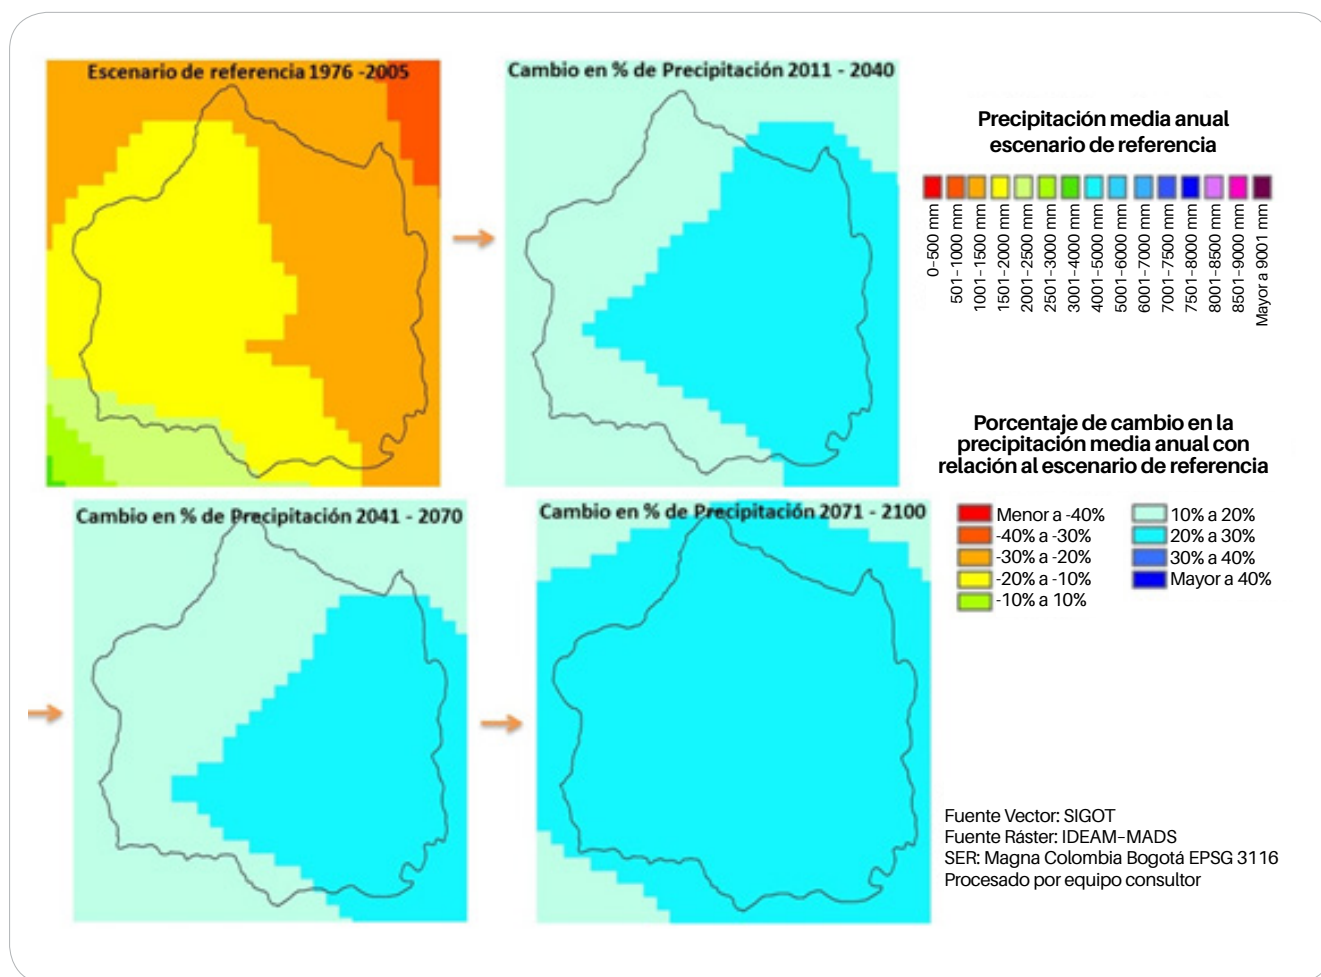 Escenario de referencia 1976 -2005
Cambio en % de Precipitación 2011 - 2040
Precipitación media anual
escenario de referencia
0-500 mm
501-1000 mm
1001-1500 mm
1501-2000 mm
2001-2500 mm
2501-3000 mm
3001-4000 mm
4001-5000 mm
5001-6000 mm
6001-7000 mm
7001-7500 mm
7501-8000 mm
8001-8500 mm
8501-9000 mm
Mayor a 9001 mm
Porcentaje de cambio en la
precipitación media anual con
relación al escenario de referencia
Menor a -40%
-40% a -30%
-30% a -20%
-20% a -10%
-10% a 10%
10% a 20%
20% a 30%
30% a 40%
Mayor a 40%
Cambio en % de Precipitación 2041 - 2070
Cambio en % de Precipitación 2071 - 2100
Fuente Vector: SIGOT
Fuente Ráster: IDEAM-MADS
SER: Magna Colombia Bogotá EPSG 3116
Procesado por equipo consultor